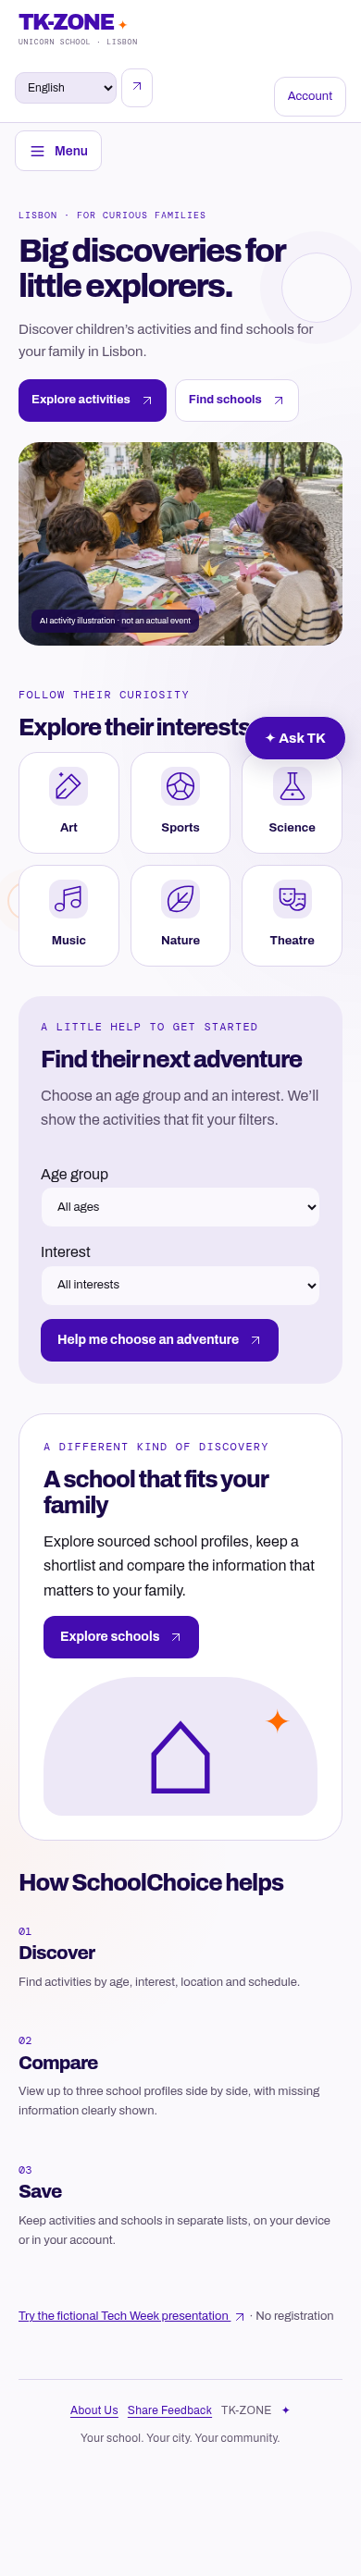 TK-ZONE ✦
UNICORN SCHOOL · LISBON
English
Account
Menu
LISBON · FOR CURIOUS FAMILIES
Big discoveries for
little explorers.
Discover children’s activities and find schools for
your family in Lisbon.
Explore activities
Find schools
AI activity illustration · not an actual event
FOLLOW THEIR CURIOSITY
Explore their interests
✦ Ask TK
Art
Sports
Science
Music
Nature
Theatre
A LITTLE HELP TO GET STARTED
Find their next adventure
Choose an age group and an interest. We’ll
show the activities that fit your filters.
Age group
All ages
Interest
All interests
Help me choose an adventure
A DIFFERENT KIND OF DISCOVERY
A school that fits your
family
Explore sourced school profiles, keep a
shortlist and compare the information that
matters to your family.
Explore schools
How SchoolChoice helps
01
Discover
Find activities by age, interest, location and schedule.
02
Compare
View up to three school profiles side by side, with missing
information clearly shown.
03
Save
Keep activities and schools in separate lists, on your device
or in your account.
Try the fictional Tech Week presentation · No registration
About Us Share Feedback TK-ZONE ✦
Your school. Your city. Your community.